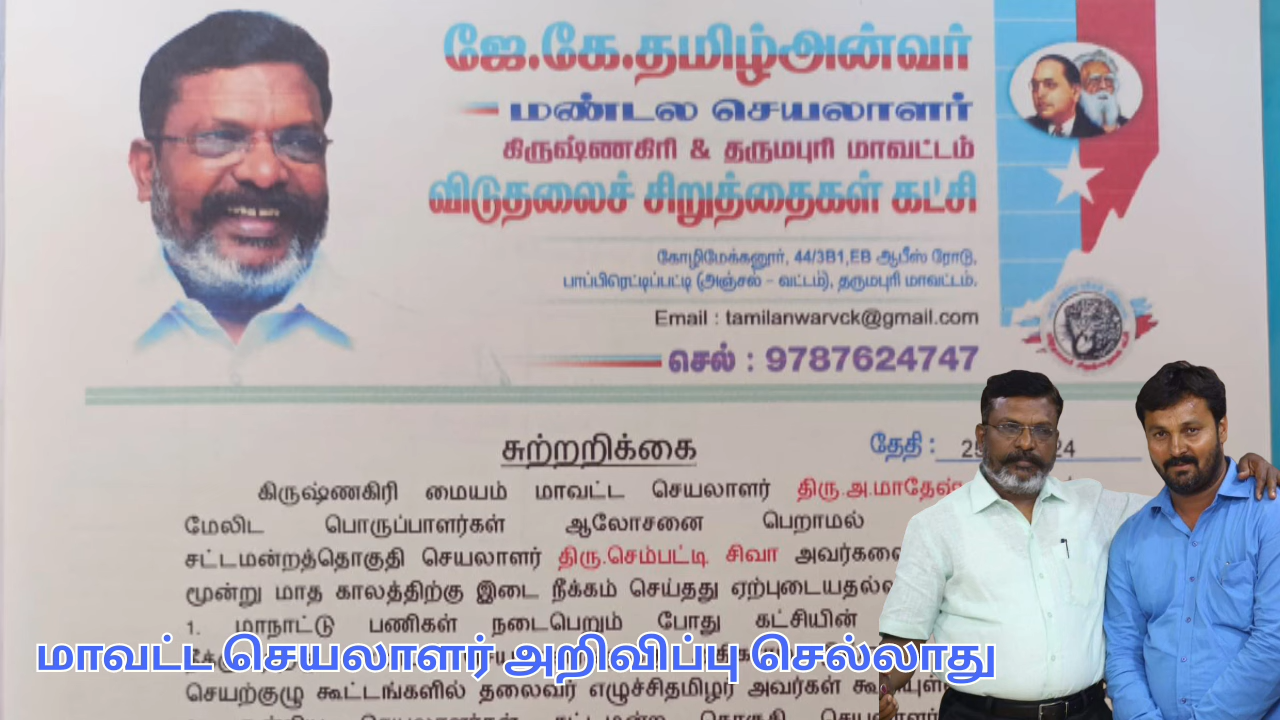 ஜே.கே.தமிழ்அன்வர்
மண்டல செயலாளர்
கிருஷ்ணகிரி & தருமபுரி மாவட்டம்
விடுதலைச் சிறுத்தைகள் கட்சி
கோழிமேக்கனூர், 44/3B1,EB ஆபீஸ் ரோடு,
பாப்பிரெட்டிப்பட்டி (அஞ்சல் - வட்டம்), தருமபுரி மாவட்டம்.
Email : tamilanwarvck@gmail.com
செல் : 9787624747
சுற்றறிக்கை
தேதி : 25 24
கிருஷ்ணகிரி மையம் மாவட்ட செயலாளர் திரு.அ.மாதேஷ்
மேலிட பொருப்பாளர்கள் ஆலோசனை பெறாமல்
சட்டமன்றத்தொகுதி செயலாளர் திரு.செம்பட்டி சிவா அவர்களை
மூன்று மாத காலத்திற்கு இடை நீக்கம் செய்தது ஏற்புடையதல்ல
1. மாநாட்டு பணிகள் நடைபெறும் போது கட்சியின்
மாவட்ட செயலாளர் அறிவிப்பு செல்லாது
செயற்குழு கூட்டங்களில் தலைவர் எழுச்சிதமிழர் அவர்கள்